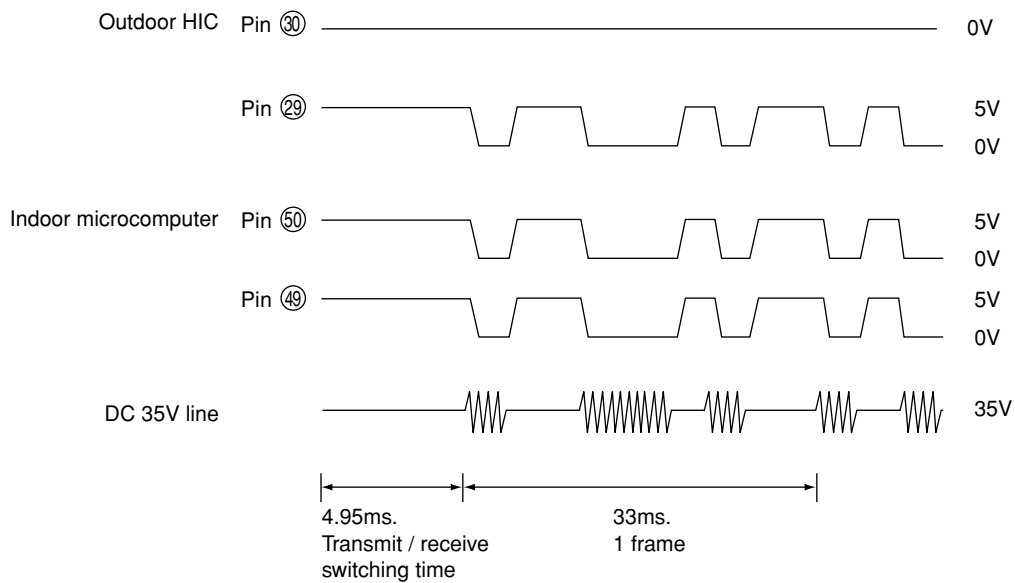 Outdoor HIC Pin ㉚ 0V
Pin ㉙ 5V
0V
Indoor microcomputer Pin ㊿ 5V
0V
Pin ㊾ 5V
0V
DC 35V line 35V
4.95ms. 33ms.
Transmit / receive 1 frame
switching time